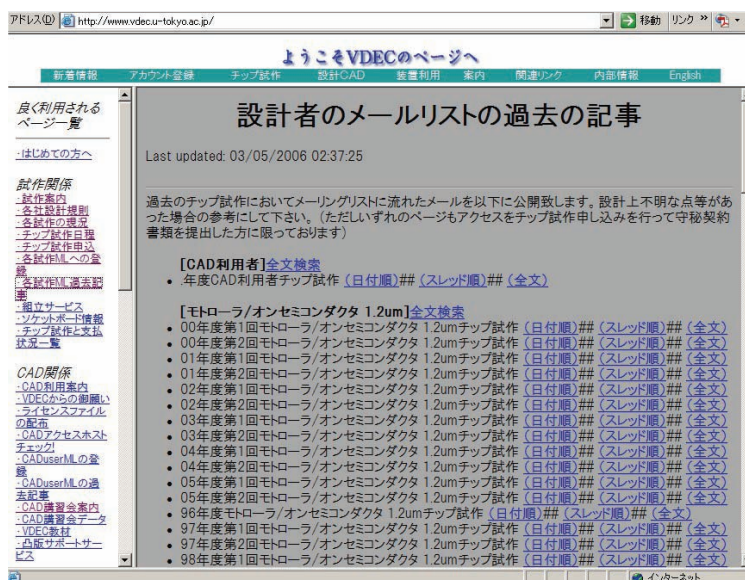 アドレス(D) http://www.vdec.u-tokyo.ac.jp/ 移動 リンク »
ようこそVDECのページへ
新着情報 アカウント登録 チップ試作 設計CAD 装置利用 案内 関連リンク 内部情報 English
良く利用される
ページ一覧
·はじめての方へ
試作関係
·試作案内
·各社設計規則
·各試作の現況
·チップ試作日程
·チップ試作申込
·各試作MLへの登
録
·各試作ML過去記
事
·組立サービス
·ソケットボード情報
·チップ試作と支払
状況一覧
CAD関係
·CAD利用案内
·VDECからの御願い
·ライセンスファイル
の配布
·CADアクセスホスト
チェック!
·CADuserMLの登
録
·CADuserMLの過
去記事
·CAD講習会案内
·CAD講習会データ
·VDEC教材
·凸版サポートサー
ビス
設計者のメールリストの過去の記事
Last updated: 03/05/2006 02:37:25
過去のチップ試作においてメーリングリストに流れたメールを以下に公開致します。設計上不明な点等があ
った場合の参考にして下さい。（ただしいずれのページもアクセスをチップ試作申し込みを行って守秘契約
書類を提出した方に限っております）
[CAD利用者]全文検索
• .年度CAD利用者チップ試作 (日付順)## (スレッド順)## (全文)
[モトローラ/オンセミコンダクタ 1.2um]全文検索
• 00年度第1回モトローラ/オンセミコンダクタ 1.2umチップ試作 (日付順)## (スレッド順)## (全文)
• 00年度第2回モトローラ/オンセミコンダクタ 1.2umチップ試作 (日付順)## (スレッド順)## (全文)
• 01年度第1回モトローラ/オンセミコンダクタ 1.2umチップ試作 (日付順)## (スレッド順)## (全文)
• 01年度第2回モトローラ/オンセミコンダクタ 1.2umチップ試作 (日付順)## (スレッド順)## (全文)
• 02年度第1回モトローラ/オンセミコンダクタ 1.2umチップ試作 (日付順)## (スレッド順)## (全文)
• 02年度第2回モトローラ/オンセミコンダクタ 1.2umチップ試作 (日付順)## (スレッド順)## (全文)
• 03年度第1回モトローラ/オンセミコンダクタ 1.2umチップ試作 (日付順)## (スレッド順)## (全文)
• 03年度第2回モトローラ/オンセミコンダクタ 1.2umチップ試作 (日付順)## (スレッド順)## (全文)
• 04年度第1回モトローラ/オンセミコンダクタ 1.2umチップ試作 (日付順)## (スレッド順)## (全文)
• 04年度第2回モトローラ/オンセミコンダクタ 1.2umチップ試作 (日付順)## (スレッド順)## (全文)
• 05年度第1回モトローラ/オンセミコンダクタ 1.2umチップ試作 (日付順)## (スレッド順)## (全文)
• 05年度第2回モトローラ/オンセミコンダクタ 1.2umチップ試作 (日付順)## (スレッド順)## (全文)
• 96年度モトローラ/オンセミコンダクタ 1.2umチップ試作 (日付順)## (スレッド順)## (全文)
• 97年度第1回モトローラ/オンセミコンダクタ 1.2umチップ試作 (日付順)## (スレッド順)## (全文)
• 97年度第2回モトローラ/オンセミコンダクタ 1.2umチップ試作 (日付順)## (スレッド順)## (全文)
• 98年度第1回モトローラ/オンセミコンダクタ 1.2umチップ試作 (日付順)## (スレッド順)## (全文)
インターネット